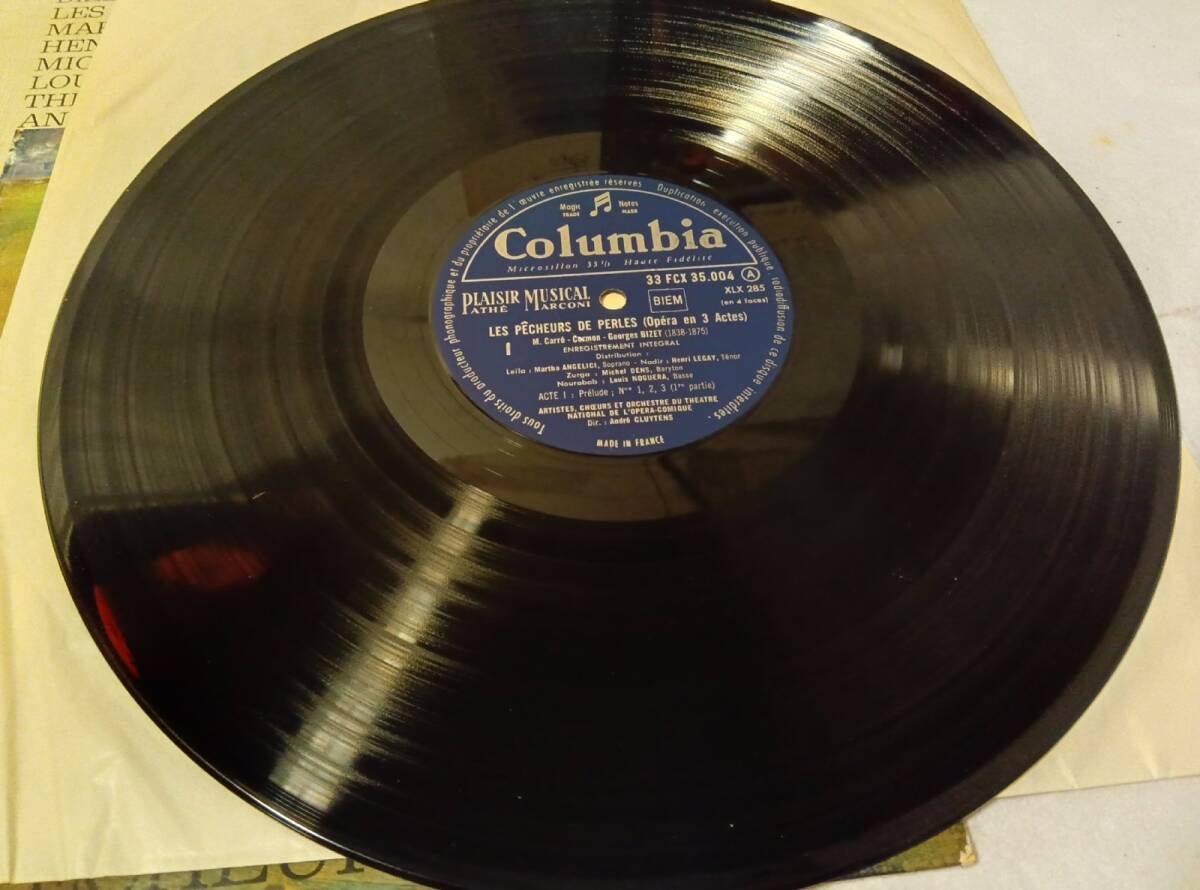 LES
MA
HEN
MIC
LOU
THE
AN
Tous droits du producteur phonographique et du propriétaire de l'œuvre enregistrée réservés Duplication exécution publique radiodiffusion de ce disque interdites.
Magic Notes
TRADE MARK
Columbia
Microsillon 33 1/3 Haute Fidélité
PLAISIR MUSICAL
PATHÉ MARCONI
BIEM
33 FCX 35.004 A
XLX 285
(en 4 faces)
LES PÊCHEURS DE PERLES (Opéra en 3 Actes)
M. Carré - Cormon - Georges BIZET (1838-1875)
I
ENREGISTREMENT INTEGRAL
Distribution :
Leïla : Martha ANGELICI, Soprano - Nadir : Henri LEGAY, Ténor
Zurga : Michel DENS, Baryton
Nourabab : Louis NOGUERA, Basse
ACTE I : Prélude ; Nos 1, 2, 3 (1re partie)
ARTISTES, CHŒURS ET ORCHESTRE DU THEATRE
NATIONAL DE L'OPERA-COMIQUE
Dir. : André CLUYTENS
MADE IN FRANCE